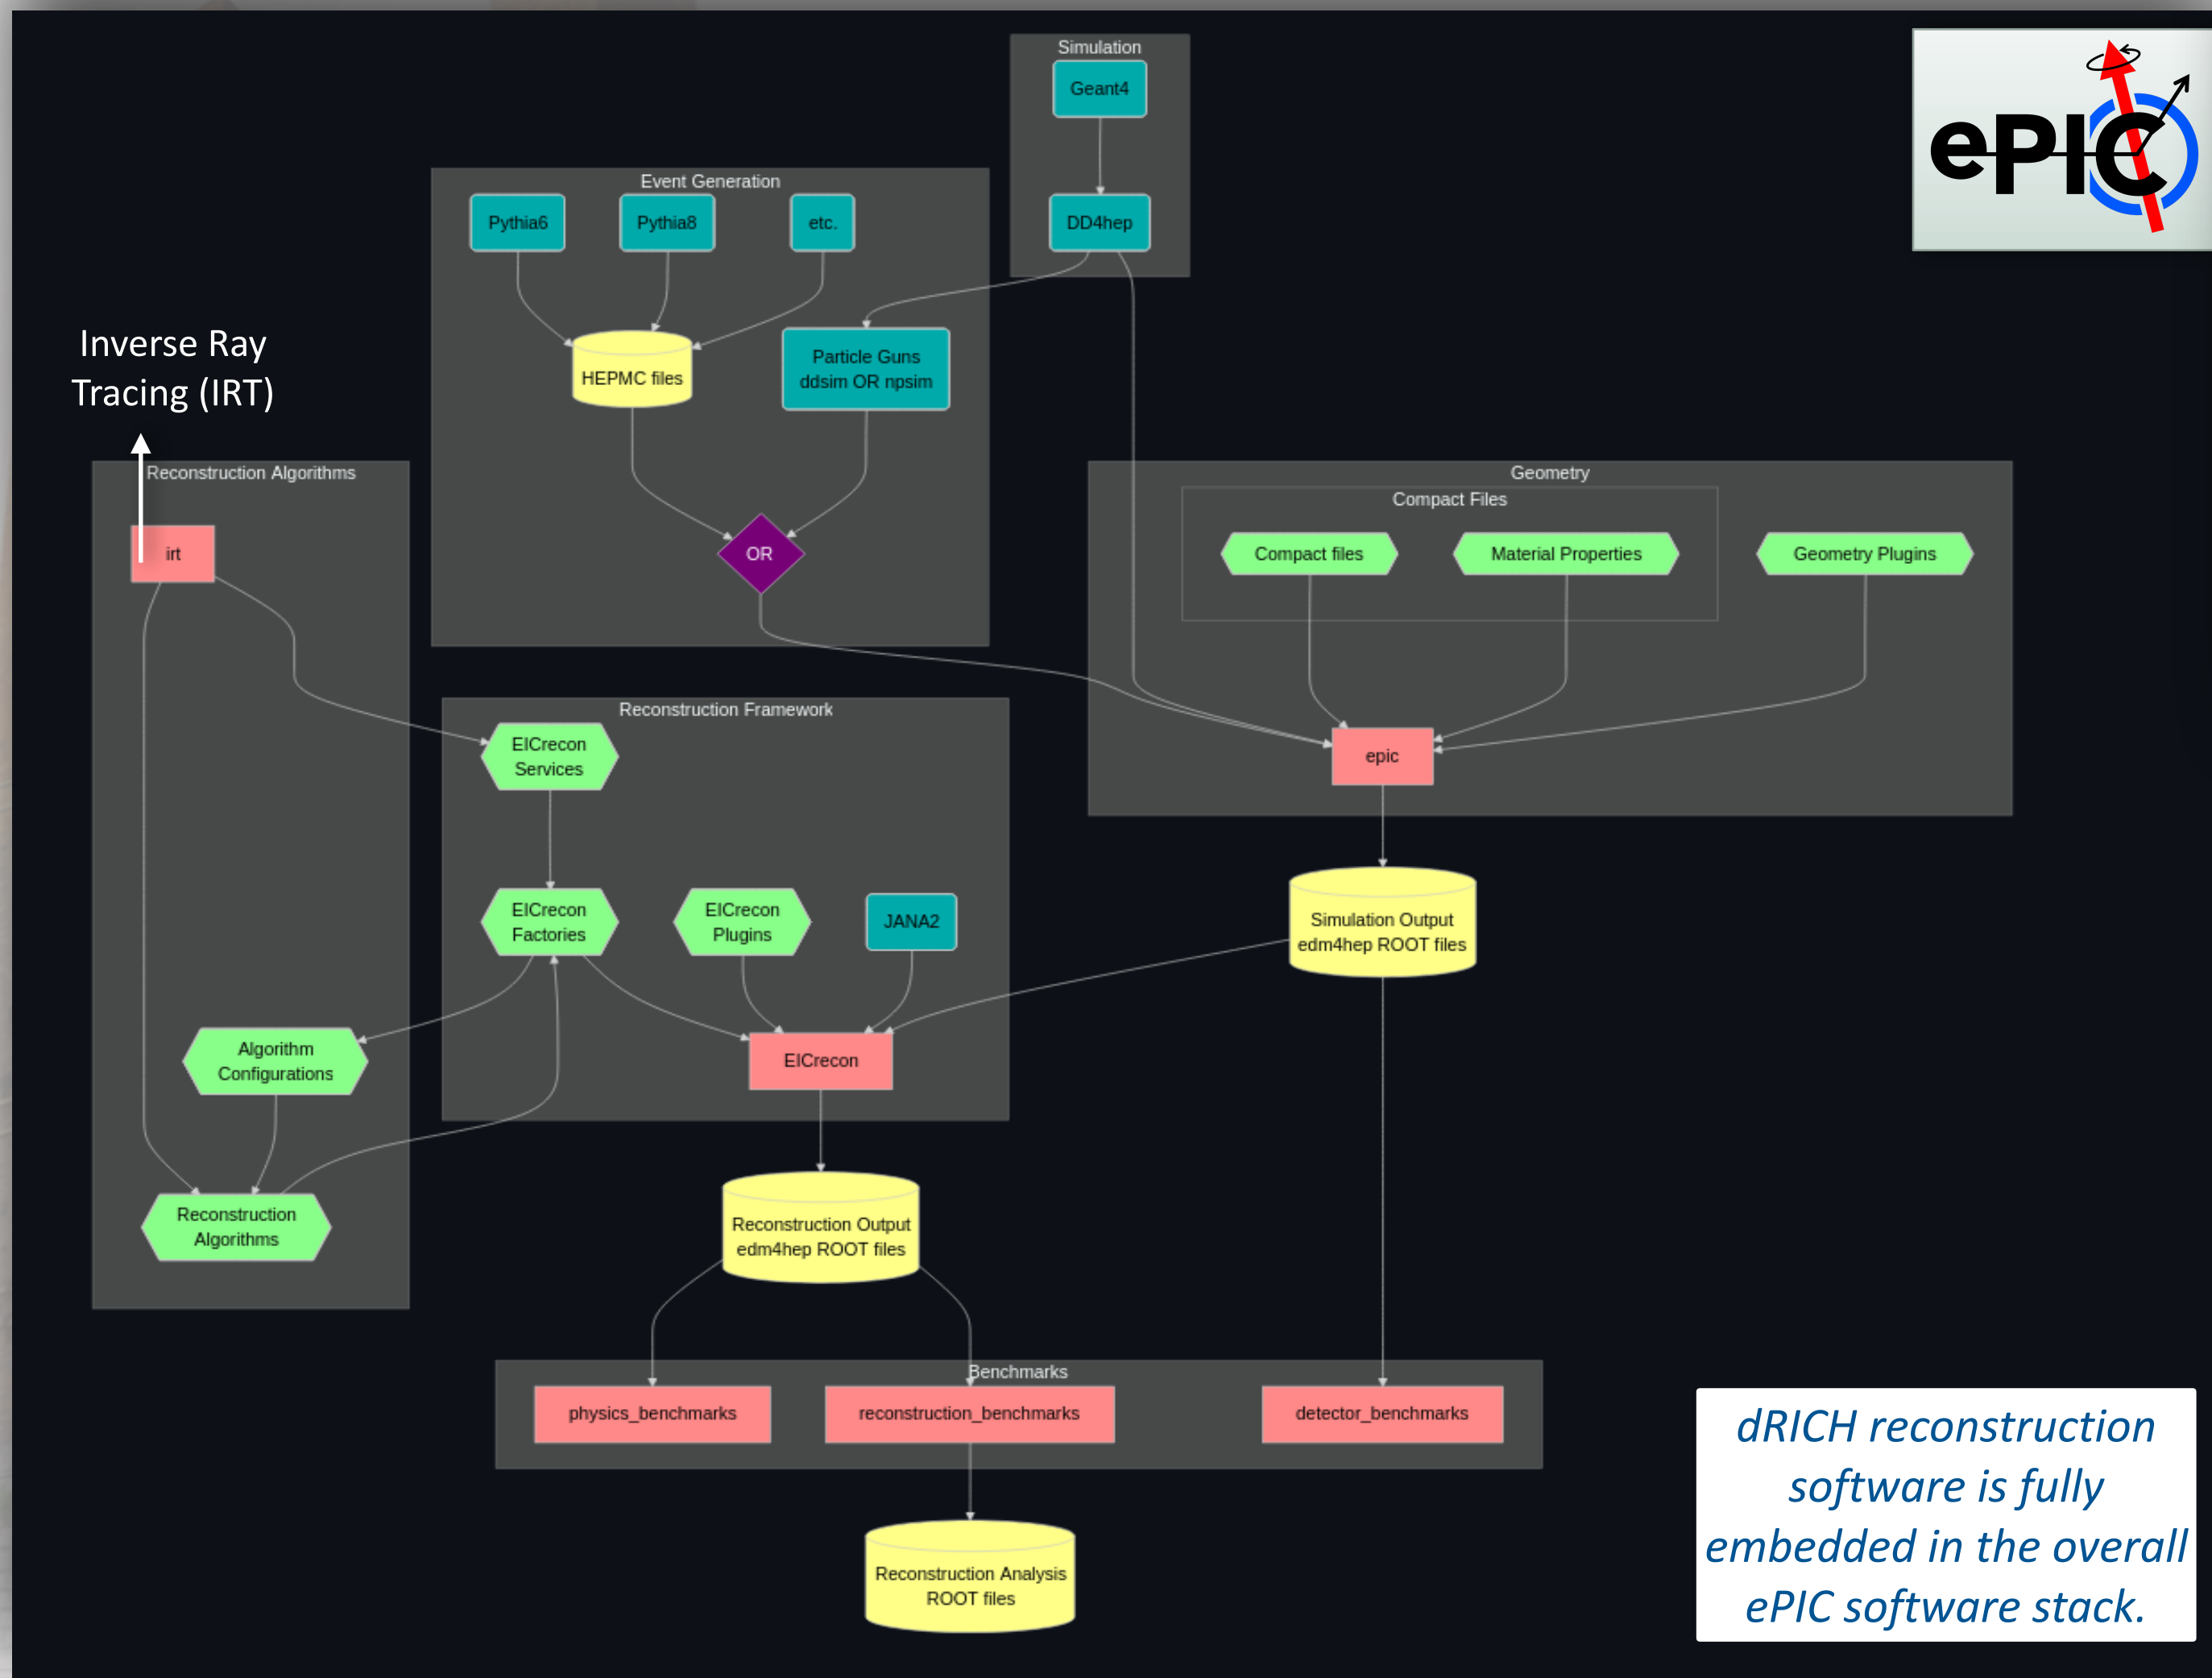 Simulation
Geant4
ePIC
Event Generation
Pythia6
Pythia8
etc.
DD4hep
Inverse Ray
Tracing (IRT)
HEPMC files
Particle Guns
ddsim OR npsim
Reconstruction Algorithms
Geometry
Compact Files
irt
OR
Compact files
Material Properties
Geometry Plugins
Reconstruction Framework
EICrecon
Services
epic
EICrecon
Factories
EICrecon
Plugins
JANA2
Simulation Output
edm4hep ROOT files
Algorithm
Configurations
EICrecon
Reconstruction
Algorithms
Reconstruction Output
edm4hep ROOT files
Benchmarks
physics_benchmarks
reconstruction_benchmarks
detector_benchmarks
Reconstruction Analysis
ROOT files
dRICH reconstruction
software is fully
embedded in the overall
ePIC software stack.